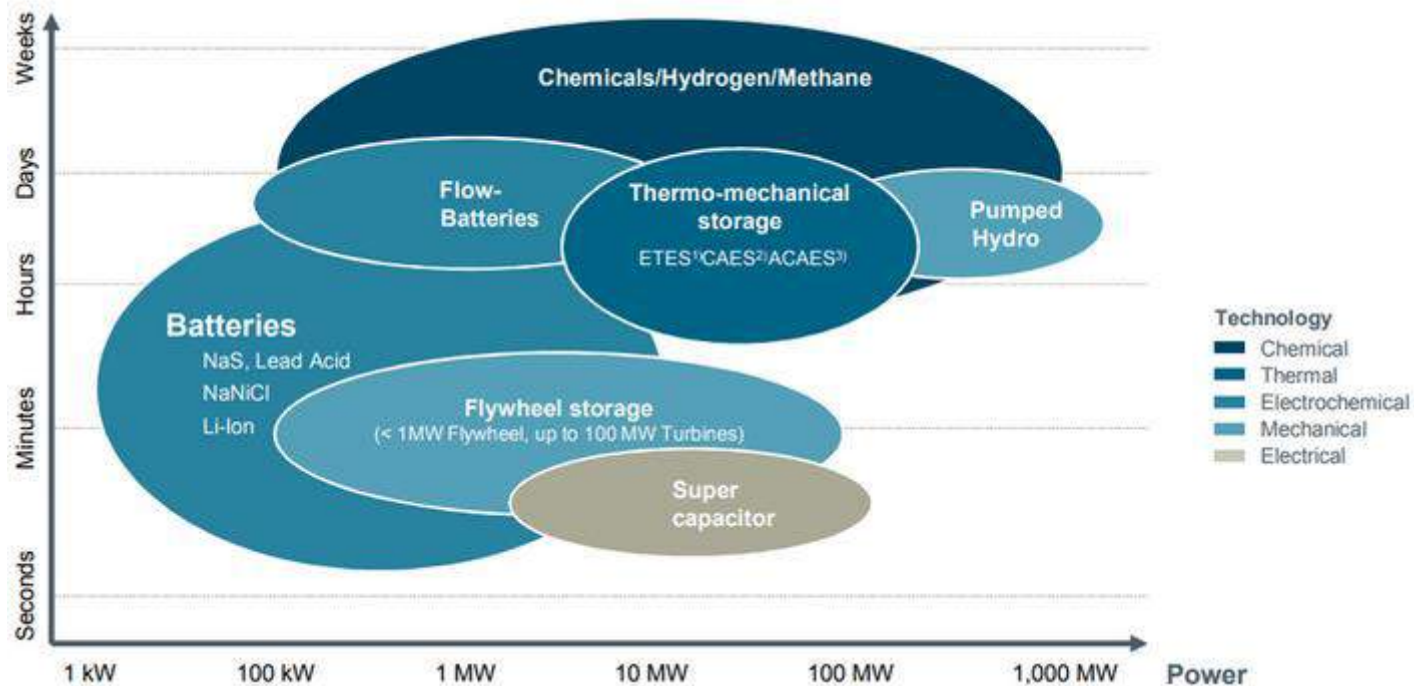 Weeks
Days
Hours
Minutes
Seconds
Chemicals/Hydrogen/Methane
Flow-
Batteries
Thermo-mechanical
storage
ETES¹⁾CAES²⁾ACAES³⁾
Pumped
Hydro
Batteries
NaS, Lead Acid
NaNiCl
Li-Ion
Flywheel storage
(< 1MW Flywheel, up to 100 MW Turbines)
Super
capacitor
Technology
Chemical
Thermal
Electrochemical
Mechanical
Electrical
1 kW
100 kW
1 MW
10 MW
100 MW
1,000 MW
Power